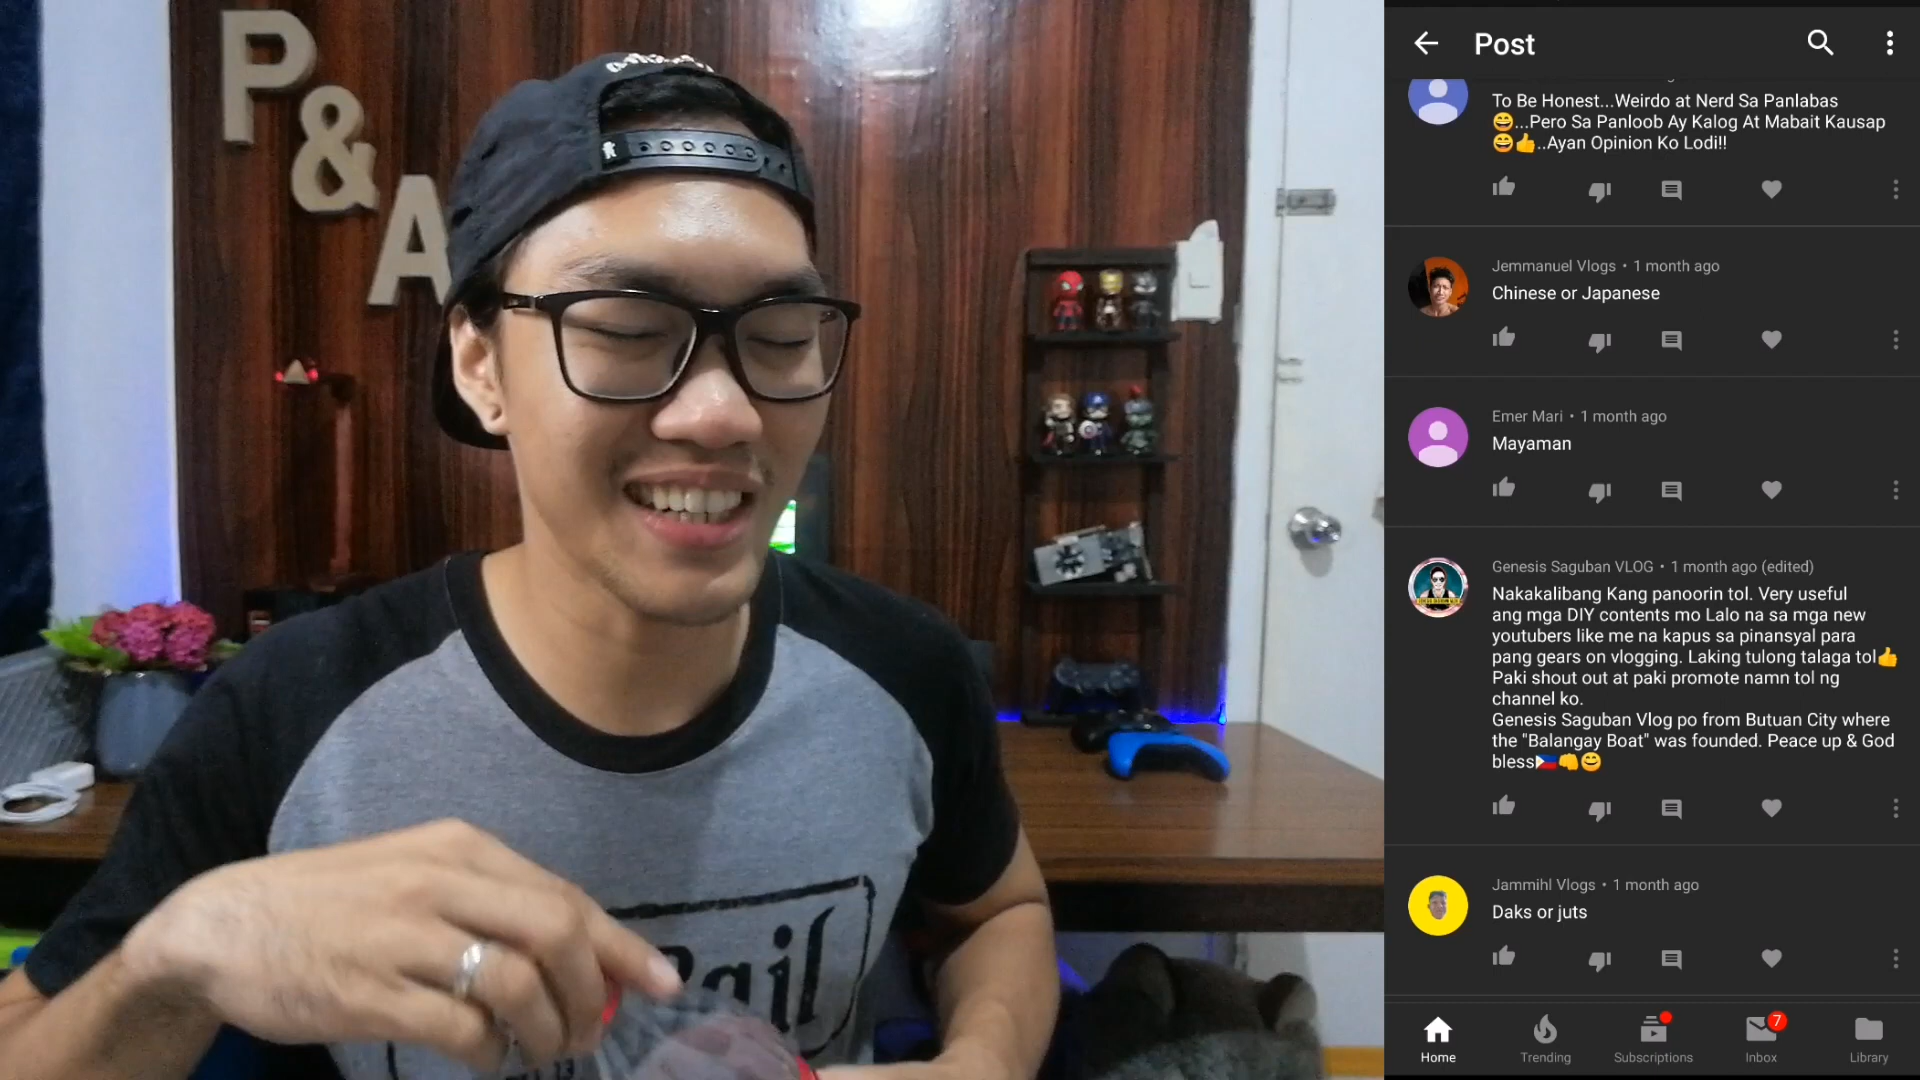 P
&
A
ail
Post
To Be Honest...Weirdo at Nerd Sa Panlabas
😄...Pero Sa Panloob Ay Kalog At Mabait Kausap
😄👍..Ayan Opinion Ko Lodi!!
Jemmanuel Vlogs • 1 month ago
Chinese or Japanese
Emer Mari • 1 month ago
Mayaman
Genesis Saguban VLOG • 1 month ago (edited)
Nakakalibang Kang panoorin tol. Very useful
ang mga DIY contents mo Lalo na sa mga new
youtubers like me na kapus sa pinansyal para
pang gears on vlogging. Laking tulong talaga tol👍
Paki shout out at paki promote namn tol ng
channel ko.
Genesis Saguban Vlog po from Butuan City where
the "Balangay Boat" was founded. Peace up & God
bless🇵🇭👊😊
Jammihl Vlogs • 1 month ago
Daks or juts
Home
Trending
Subscriptions
7
Inbox
Library